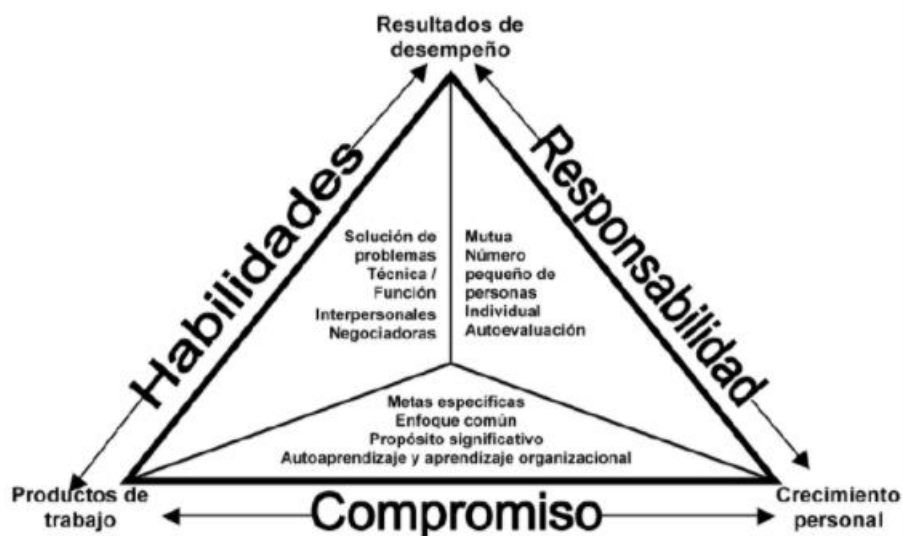 Resultados de
desempeño
Habilidades
Responsabilidad
Solución de
problemas
Técnica /
Función
Interpersonales
Negociadoras
Mutua
Número
pequeño de
personas
Individual
Autoevaluación
Metas específicas
Enfoque común
Propósito significativo
Autoaprendizaje y aprendizaje organizacional
Productos de
trabajo
Compromiso
Crecimiento
personal